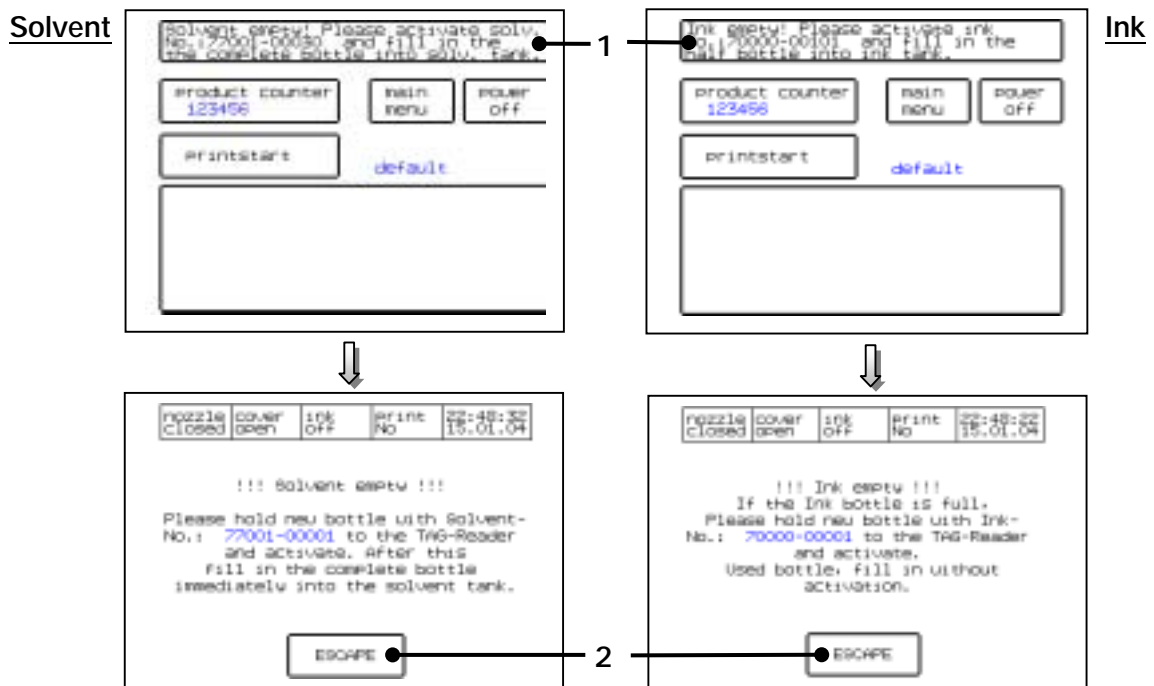 Solvent
Solvent empty! Please activate solv.
No.:77001-00030 and fill in the
the complete bottle into solv. tank.
product counter
123456
main
menu
power
off
printstart
default
1
Ink
Ink empty! Please activate ink
No.:70000-00101 and fill in the
half bottle into ink tank.
product counter
123456
main
menu
power
off
printstart
default
nozzle cover ink print 22:48:32
closed open off No 15.01.04
!!! Solvent empty !!!
Please hold new bottle with Solvent-
No.: 77001-00001 to the TAG-Reader
and activate. After this
fill in the complete bottle
immediately into the solvent tank.
ESCAPE
2
nozzle cover ink print 22:48:22
closed open off No 15.01.04
!!! Ink empty !!!
If the Ink bottle is full.
Please hold new bottle with Ink-
No.: 70000-00001 to the TAG-Reader
and activate.
Used bottle, fill in without
activation.
ESCAPE